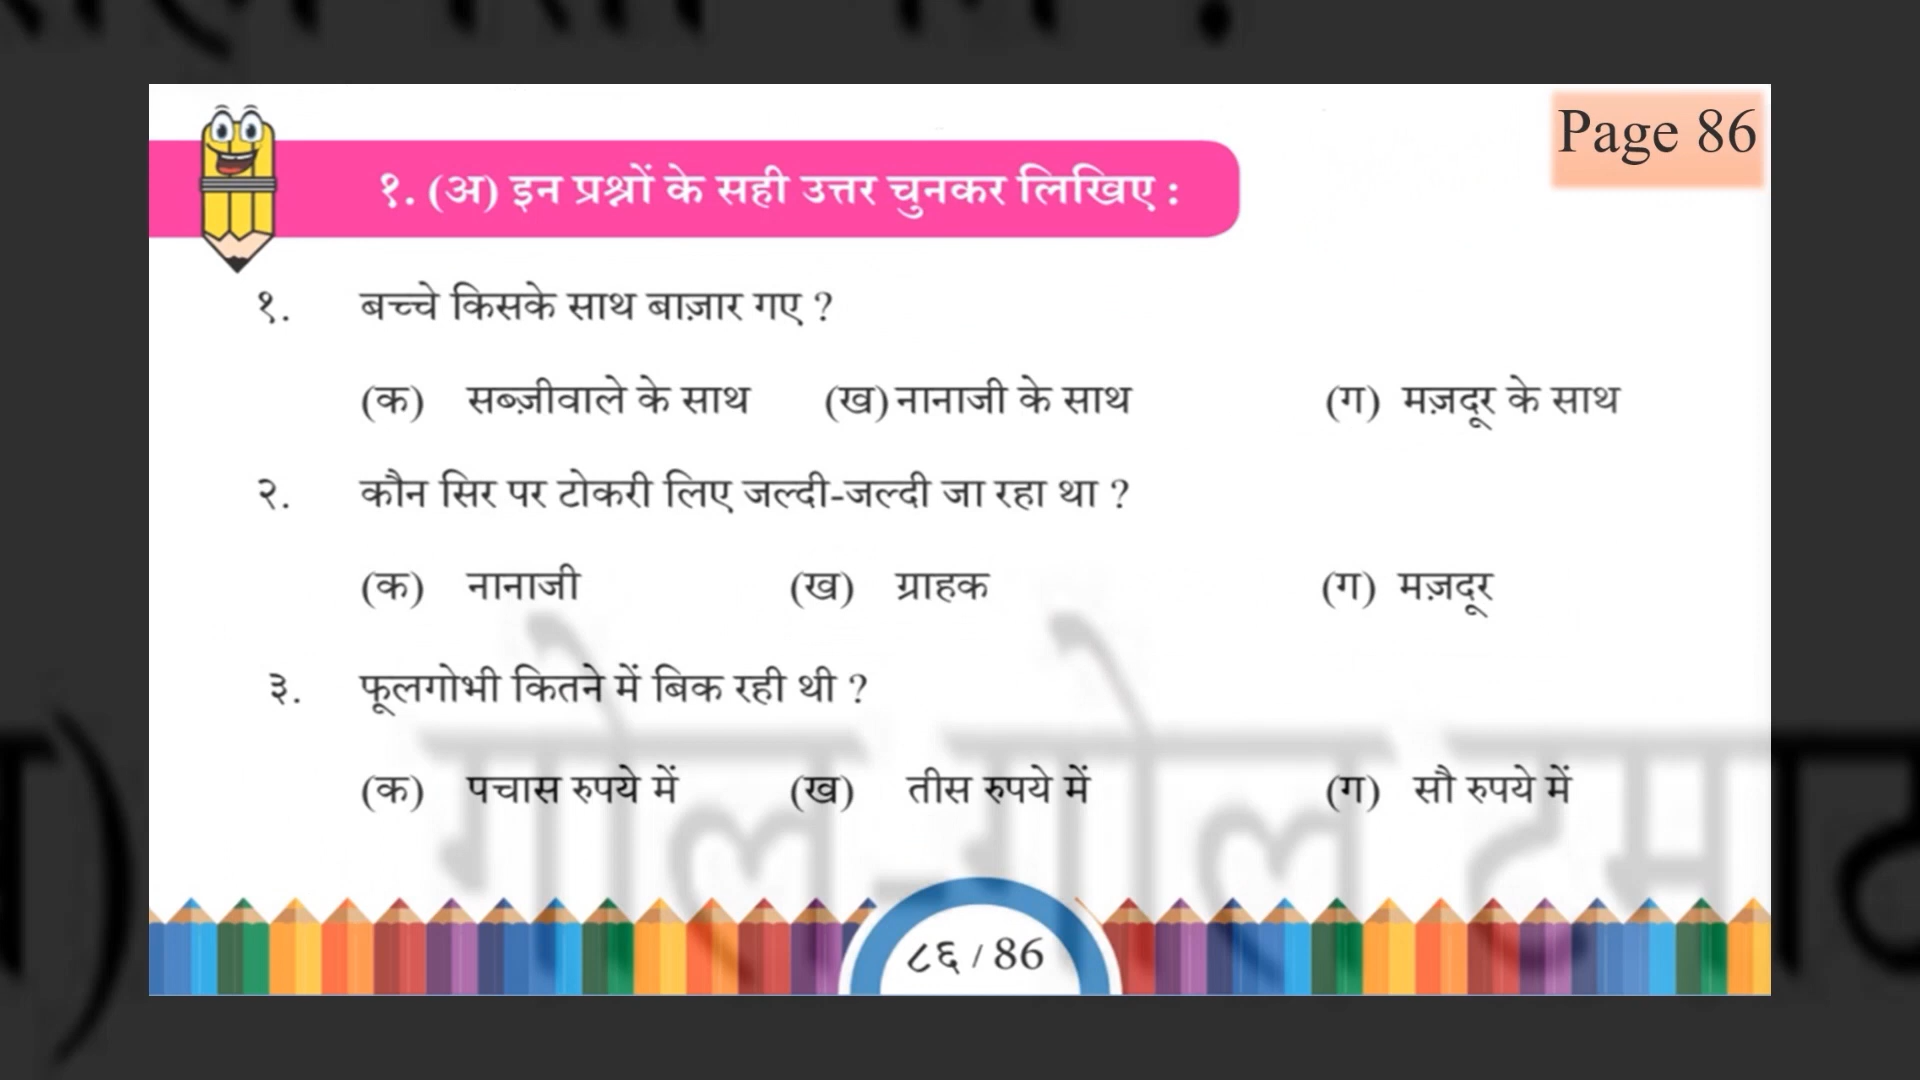 Page 86
१. (अ) इन प्रश्नों के सही उत्तर चुनकर लिखिए :
१. बच्चे किसके साथ बाज़ार गए ?
(क) सब्ज़ीवाले के साथ (ख) नानाजी के साथ (ग) मज़दूर के साथ
२. कौन सिर पर टोकरी लिए जल्दी-जल्दी जा रहा था ?
(क) नानाजी (ख) ग्राहक (ग) मज़दूर
३. फूलगोभी कितने में बिक रही थी ?
(क) पचास रुपये में (ख) तीस रुपये में (ग) सौ रुपये में
गोल-गोल टमाट
८६ / 86